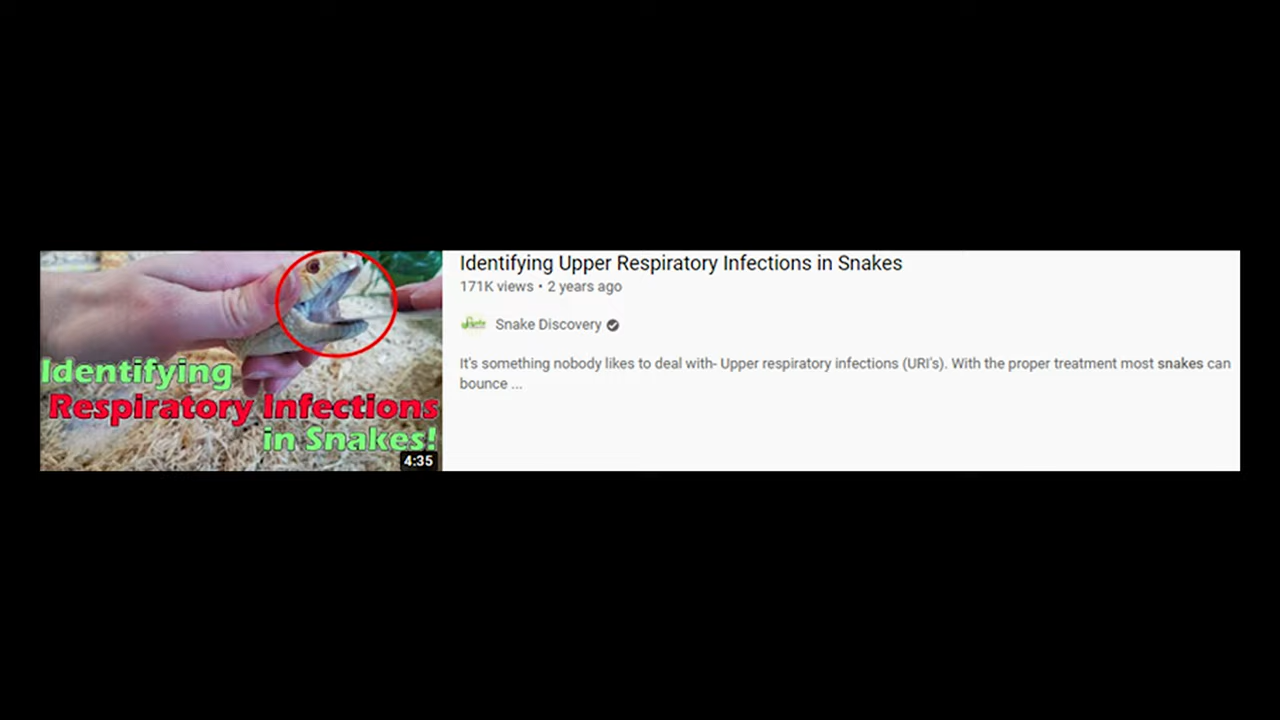 Identifying
Respiratory Infections
in Snakes!
4:35
Identifying Upper Respiratory Infections in Snakes
171K views • 2 years ago
Snake Discovery
It's something nobody likes to deal with- Upper respiratory infections (URI's). With the proper treatment most snakes can
bounce ...